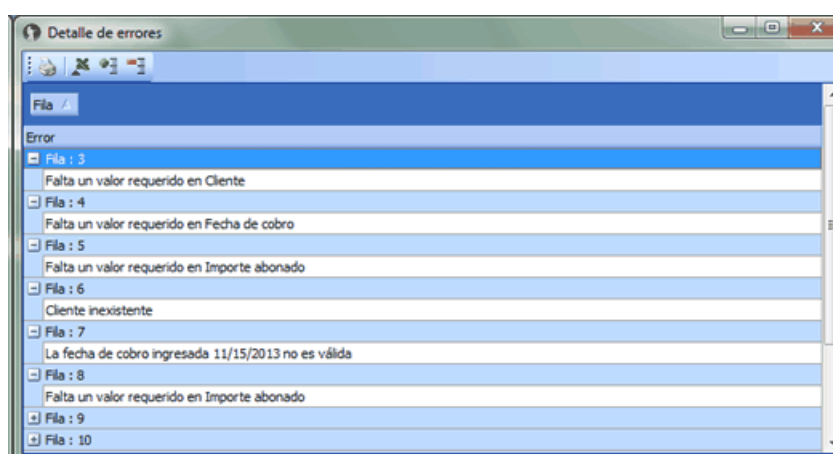 Detalle de errores
Fila
Error
Fila : 3
Falta un valor requerido en Cliente
Fila : 4
Falta un valor requerido en Fecha de cobro
Fila : 5
Falta un valor requerido en Importe abonado
Fila : 6
Cliente inexistente
Fila : 7
La fecha de cobro ingresada 11/15/2013 no es válida
Fila : 8
Falta un valor requerido en Importe abonado
Fila : 9
Fila : 10